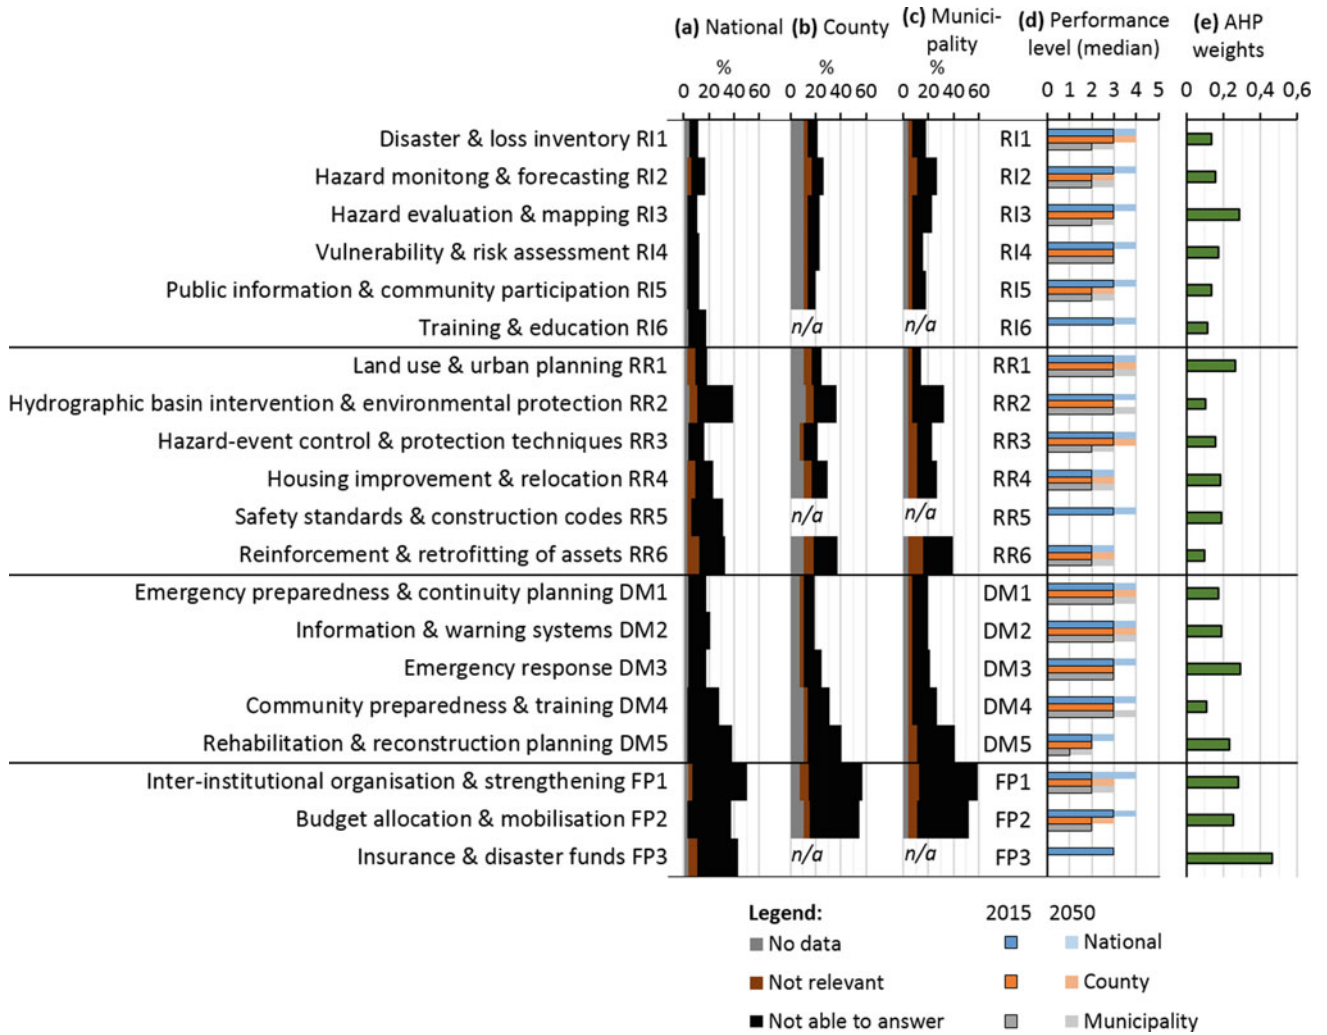 (a) National (b) County (c) Munici-
pality
(d) Performance
level (median)
(e) AHP
weights
% % %
0 20 40 60 0 20 40 60 0 20 40 60 0 1 2 3 4 5 0 0,2 0,4 0,6
Disaster & loss inventory RI1 RI1
Hazard monitong & forecasting RI2 RI2
Hazard evaluation & mapping RI3 RI3
Vulnerability & risk assessment RI4 RI4
Public information & community participation RI5 RI5
Training & education RI6 n/a n/a RI6
Land use & urban planning RR1 RR1
Hydrographic basin intervention & environmental protection RR2 RR2
Hazard-event control & protection techniques RR3 RR3
Housing improvement & relocation RR4 RR4
Safety standards & construction codes RR5 n/a n/a RR5
Reinforcement & retrofitting of assets RR6 RR6
Emergency preparedness & continuity planning DM1 DM1
Information & warning systems DM2 DM2
Emergency response DM3 DM3
Community preparedness & training DM4 DM4
Rehabilitation & reconstruction planning DM5 DM5
Inter-institutional organisation & strengthening FP1 FP1
Budget allocation & mobilisation FP2 FP2
Insurance & disaster funds FP3 n/a n/a FP3
Legend: 2015 2050
No data National
Not relevant County
Not able to answer Municipality